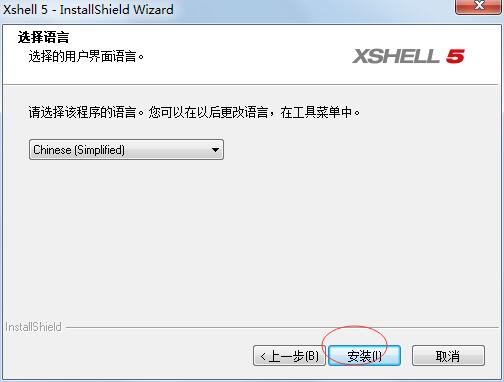 Xshell 5 - InstallShield Wizard
选择语言
选择的用户界面语言。
XSHELL 5
请选择该程序的语言。您可以在以后更改语言，在工具菜单中。
Chinese (Simplified)
InstallShield
<上一步(B)
安装(I)
取消